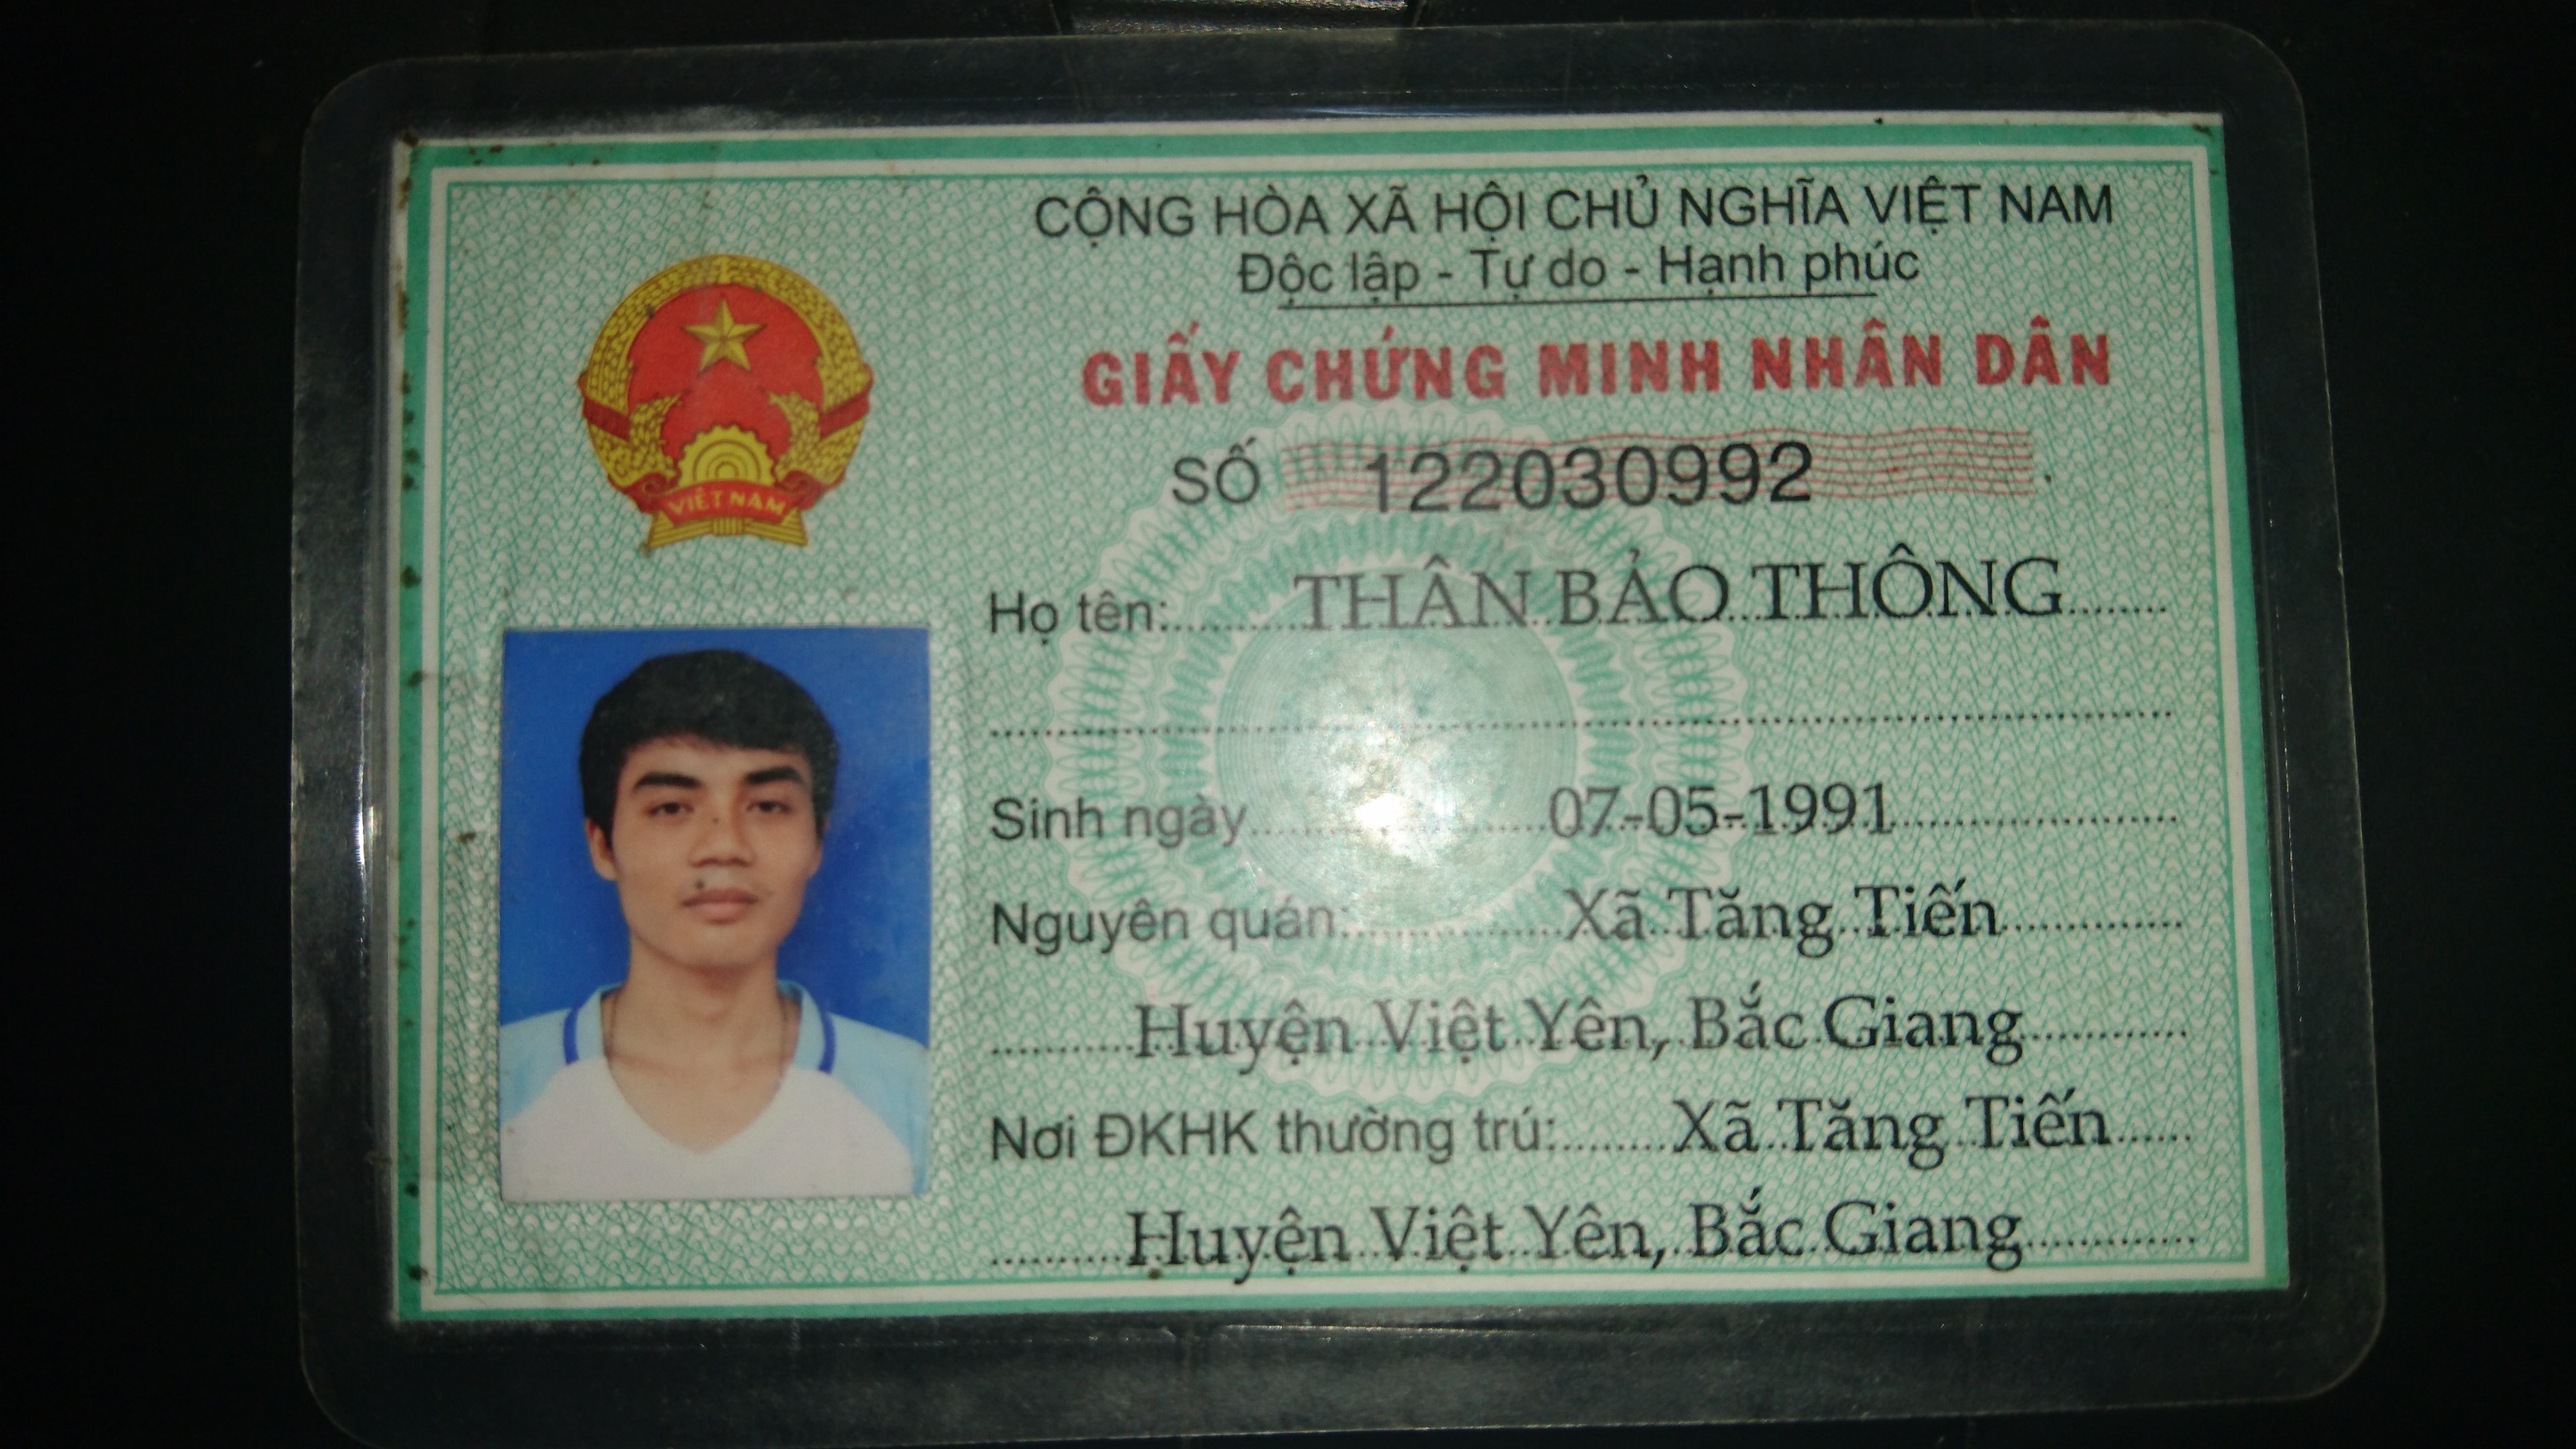 CỘNG HÒA XÃ HỘI CHỦ NGHĨA VIỆT NAM
Độc lập - Tự do - Hạnh phúc
GIẤY CHỨNG MINH NHÂN DÂN
SỐ 122030992
VIỆT NAM
Họ tên: THÂN BẢO THÔNG
Sinh ngày 07-05-1991
Nguyên quán: Xã Tăng Tiến
Huyện Việt Yên, Bắc Giang
Nơi ĐKHK thường trú: Xã Tăng Tiến
Huyện Việt Yên, Bắc Giang